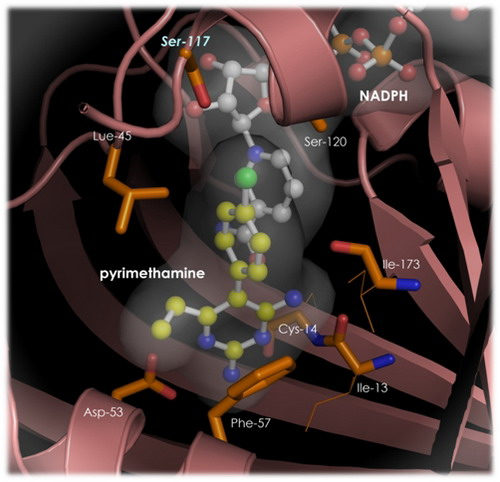 Ser-117
NADPH
Lue-45
Ser-120
pyrimethamine
Ile-173
Cys-14
Ile-13
Asp-53
Phe-57